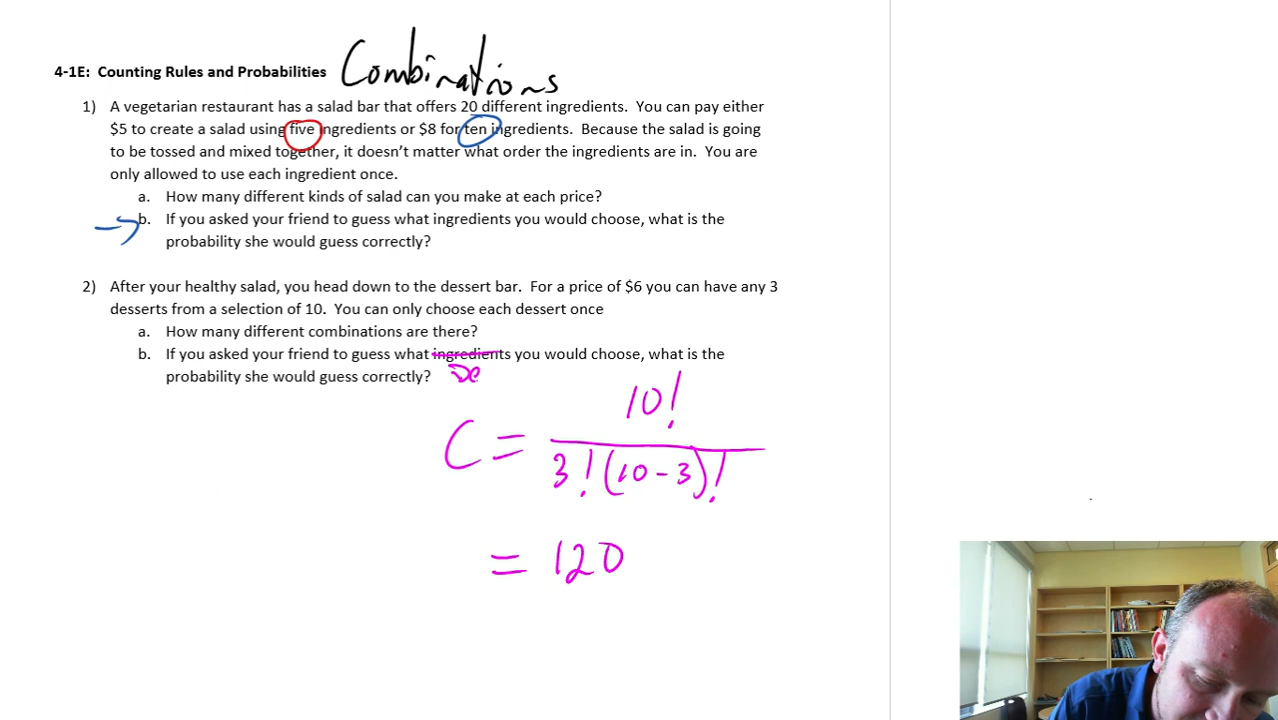 Combinations
4-1E: Counting Rules and Probabilities
1) A vegetarian restaurant has a salad bar that offers 20 different ingredients. You can pay either
$5 to create a salad using five ingredients or $8 for ten ingredients. Because the salad is going
to be tossed and mixed together, it doesn't matter what order the ingredients are in. You are
only allowed to use each ingredient once.
a. How many different kinds of salad can you make at each price?
b. If you asked your friend to guess what ingredients you would choose, what is the
probability she would guess correctly?
2) After your healthy salad, you head down to the dessert bar. For a price of $6 you can have any 3
desserts from a selection of 10. You can only choose each dessert once
a. How many different combinations are there?
b. If you asked your friend to guess what ingredients you would choose, what is the
probability she would guess correctly?
De
C = 10!
3!(10-3)!
= 120